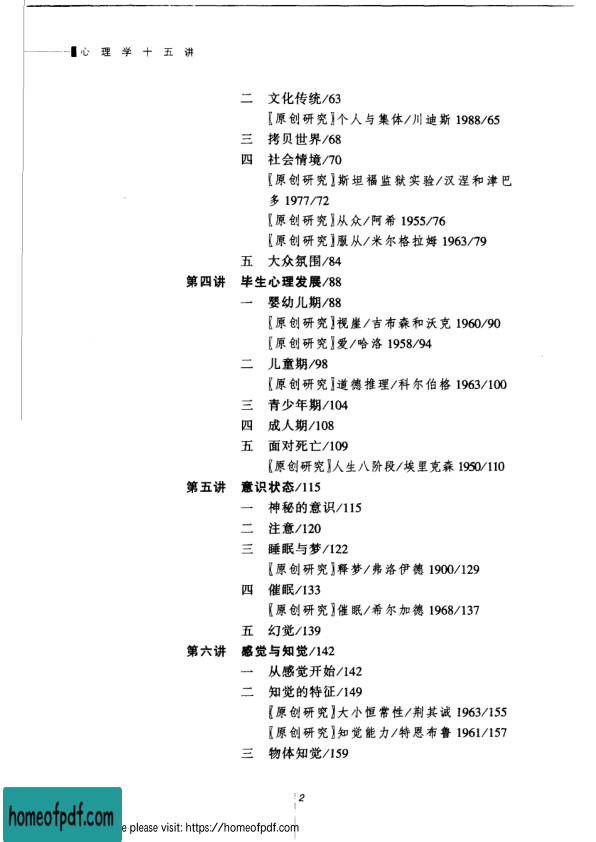 心理学十五讲
二 文化传统/63
〖原创研究〗个人与集体/川迪斯 1988/65
三 拷贝世界/68
四 社会情境/70
〖原创研究〗斯坦福监狱实验/汉涅和津巴
多 1977/72
〖原创研究〗从众/阿希 1955/76
〖原创研究〗服从/米尔格拉姆 1963/79
五 大众氛围/84
第四讲 毕生心理发展/88
一 婴幼儿期/88
〖原创研究〗视崖/吉布森和沃克 1960/90
〖原创研究〗爱/哈洛 1958/94
二 儿童期/98
〖原创研究〗道德推理/科尔伯格 1963/100
三 青少年期/104
四 成人期/108
五 面对死亡/109
〖原创研究〗人生八阶段/埃里克森 1950/110
第五讲 意识状态/115
一 神秘的意识/115
二 注意/120
三 睡眠与梦/122
〖原创研究〗释梦/弗洛伊德 1900/129
四 催眠/133
〖原创研究〗催眠/希尔加德 1968/137
五 幻觉/139
第六讲 感觉与知觉/142
一 从感觉开始/142
二 知觉的特征/149
〖原创研究〗大小恒常性/荆其诚 1963/155
〖原创研究〗知觉能力/特恩布鲁 1961/157
三 物体知觉/159
2
homeofpdf.com
e please visit: https://homeofpdf.com